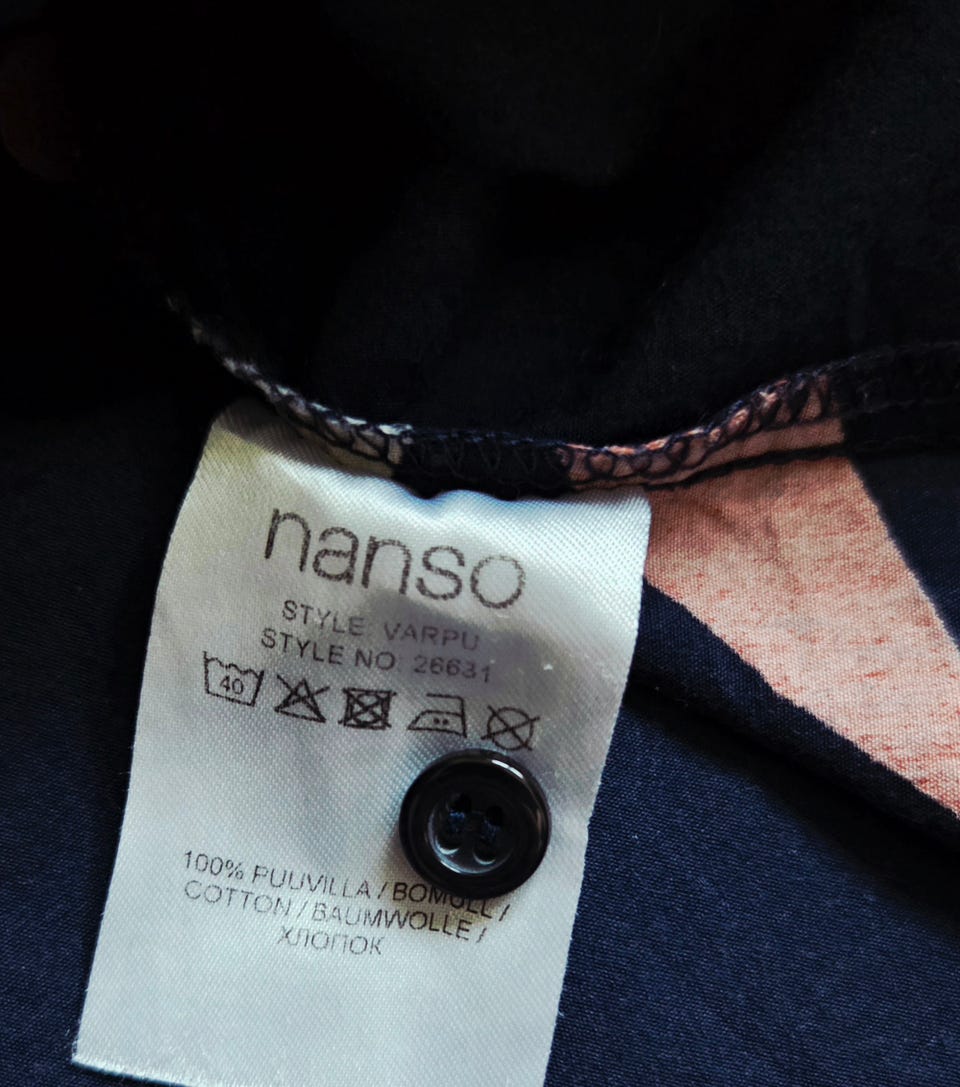 nanso
STYLE VARPU
STYLE NO 26631
40
100% PUUVILLA / BOMULL /
COTTON / BAUMWOLLE /
ХЛОПОК